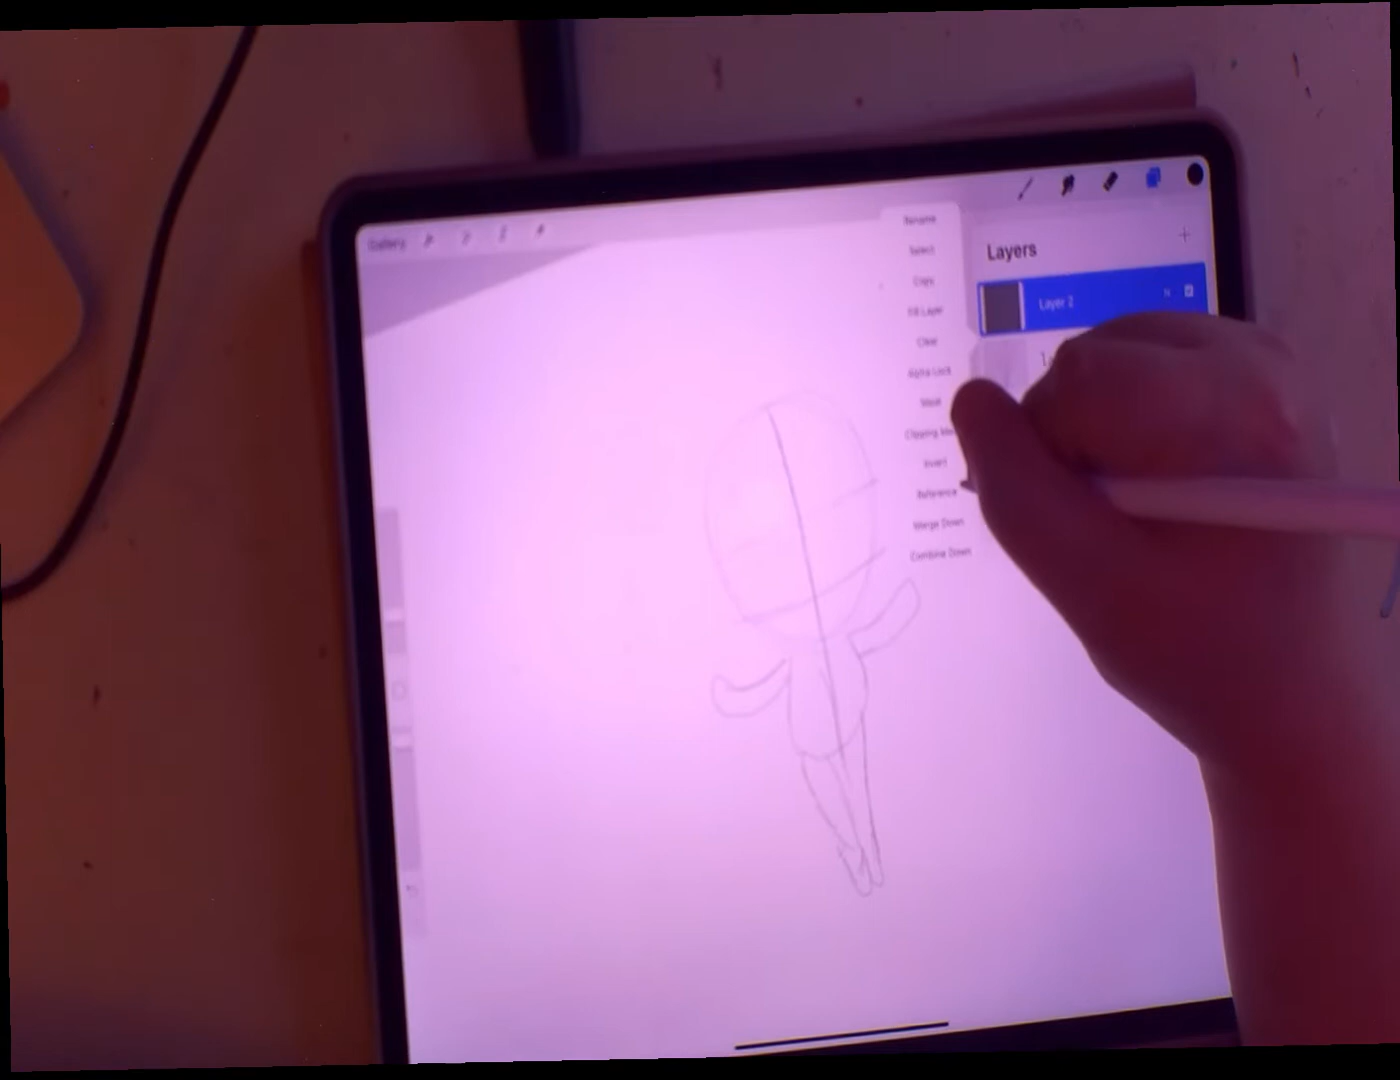 Gallery
Layers
Layer 2
N
Rename
Select
Copy
Fill Layer
Clear
Alpha Lock
Mask
Clipping
Invert
Reference
Merge Down
Combine Down